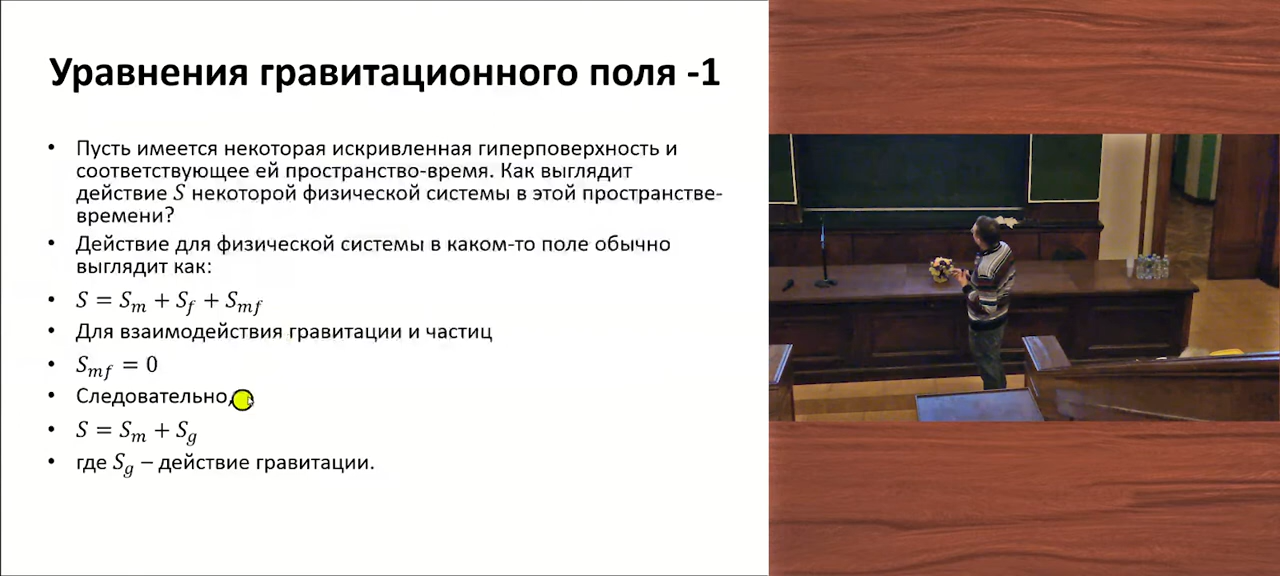 Уравнения гравитационного поля -1
• Пусть имеется некоторая искривленная гиперповерхность и
соответствующее ей пространство-время. Как выглядит
действие S некоторой физической системы в этой пространстве-
времени?
• Действие для физической системы в каком-то поле обычно
выглядит как:
• S = S_m + S_f + S_mf
• Для взаимодействия гравитации и частиц
• S_mf = 0
• Следовательно,
• S = S_m + S_g
• где S_g – действие гравитации.